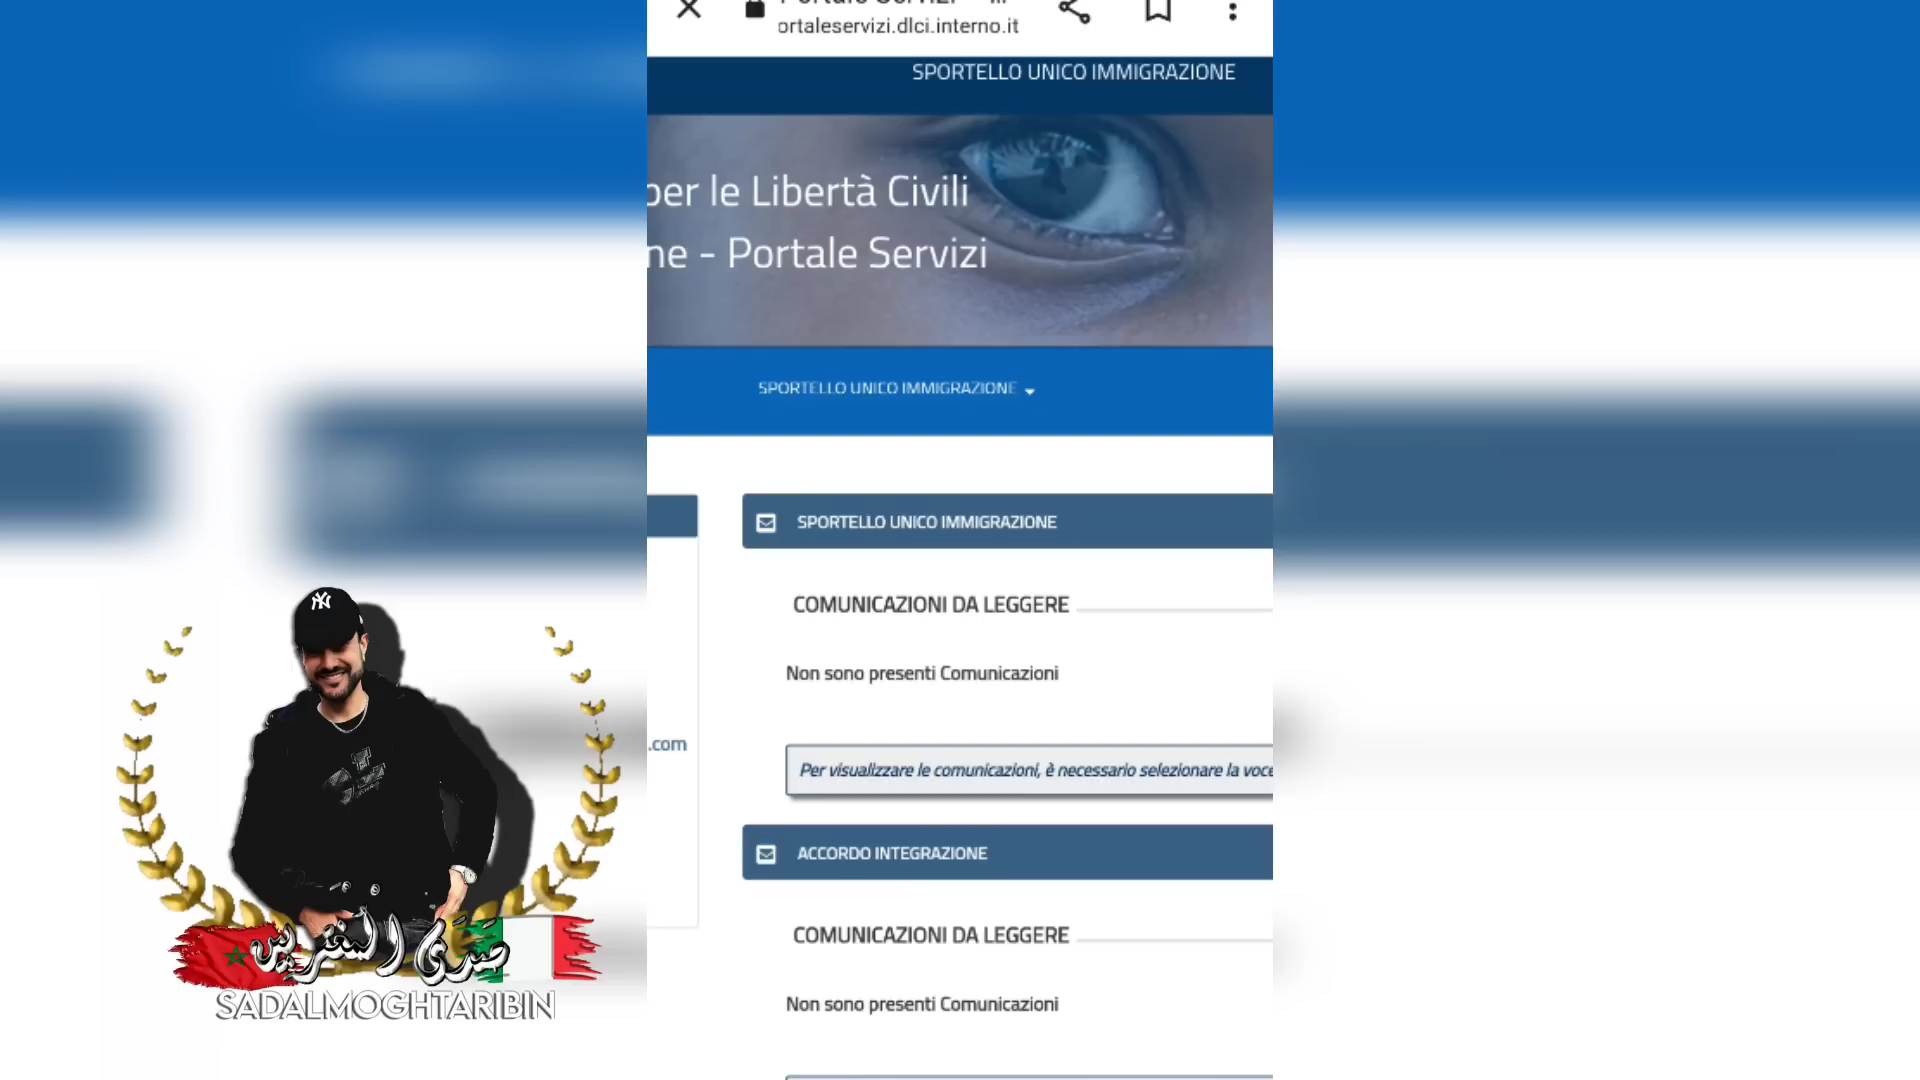 ortaleservizi.dlci.interno.it
SPORTELLO UNICO IMMIGRAZIONE
per le Libertà Civili
ne - Portale Servizi
SPORTELLO UNICO IMMIGRAZIONE
SPORTELLO UNICO IMMIGRAZIONE
COMUNICAZIONI DA LEGGERE
Non sono presenti Comunicazioni
.com
Per visualizzare le comunicazioni, è necessario selezionare la voce
ACCORDO INTEGRAZIONE
COMUNICAZIONI DA LEGGERE
Non sono presenti Comunicazioni
NY
صَدَى المغتربين
SADALMOGHTARIBIN